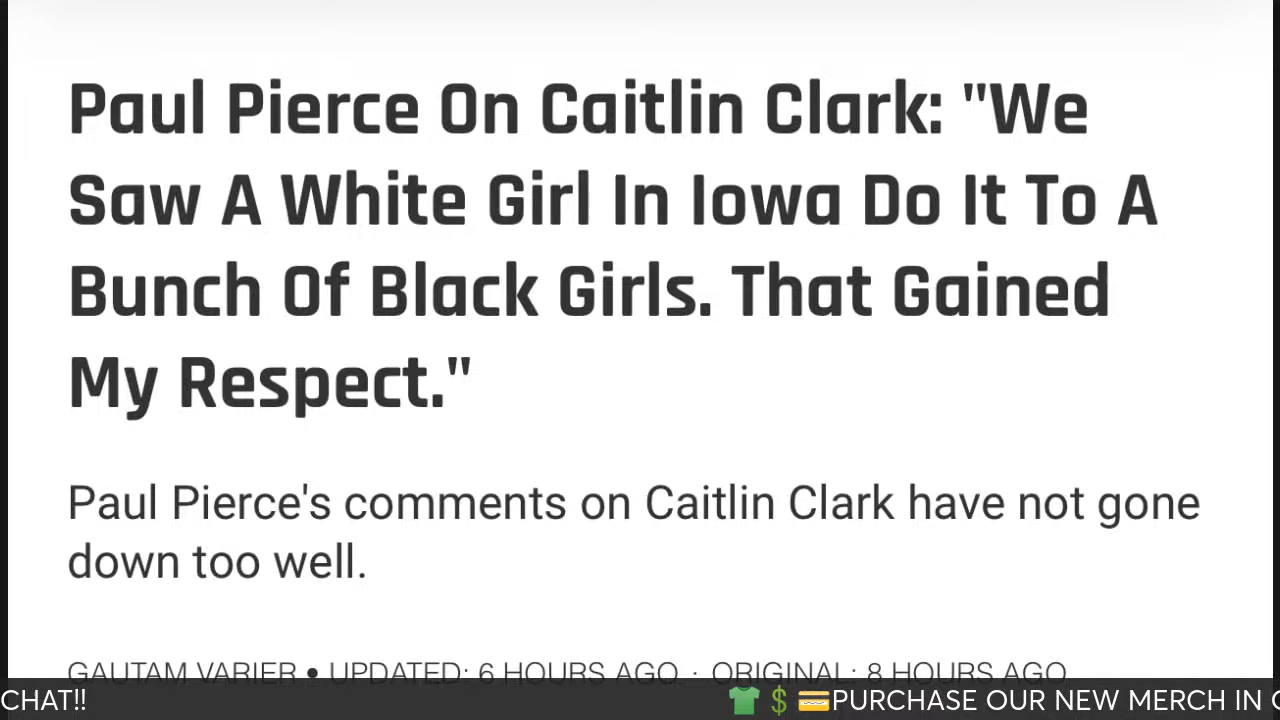 Paul Pierce On Caitlin Clark: "We
Saw A White Girl In Iowa Do It To A
Bunch Of Black Girls. That Gained
My Respect."
Paul Pierce's comments on Caitlin Clark have not gone
down too well.
GAUTAM VARIER • UPDATED: 6 HOURS AGO · ORIGINAL: 8 HOURS AGO
CHAT!! 👕💲💳PURCHASE OUR NEW MERCH IN